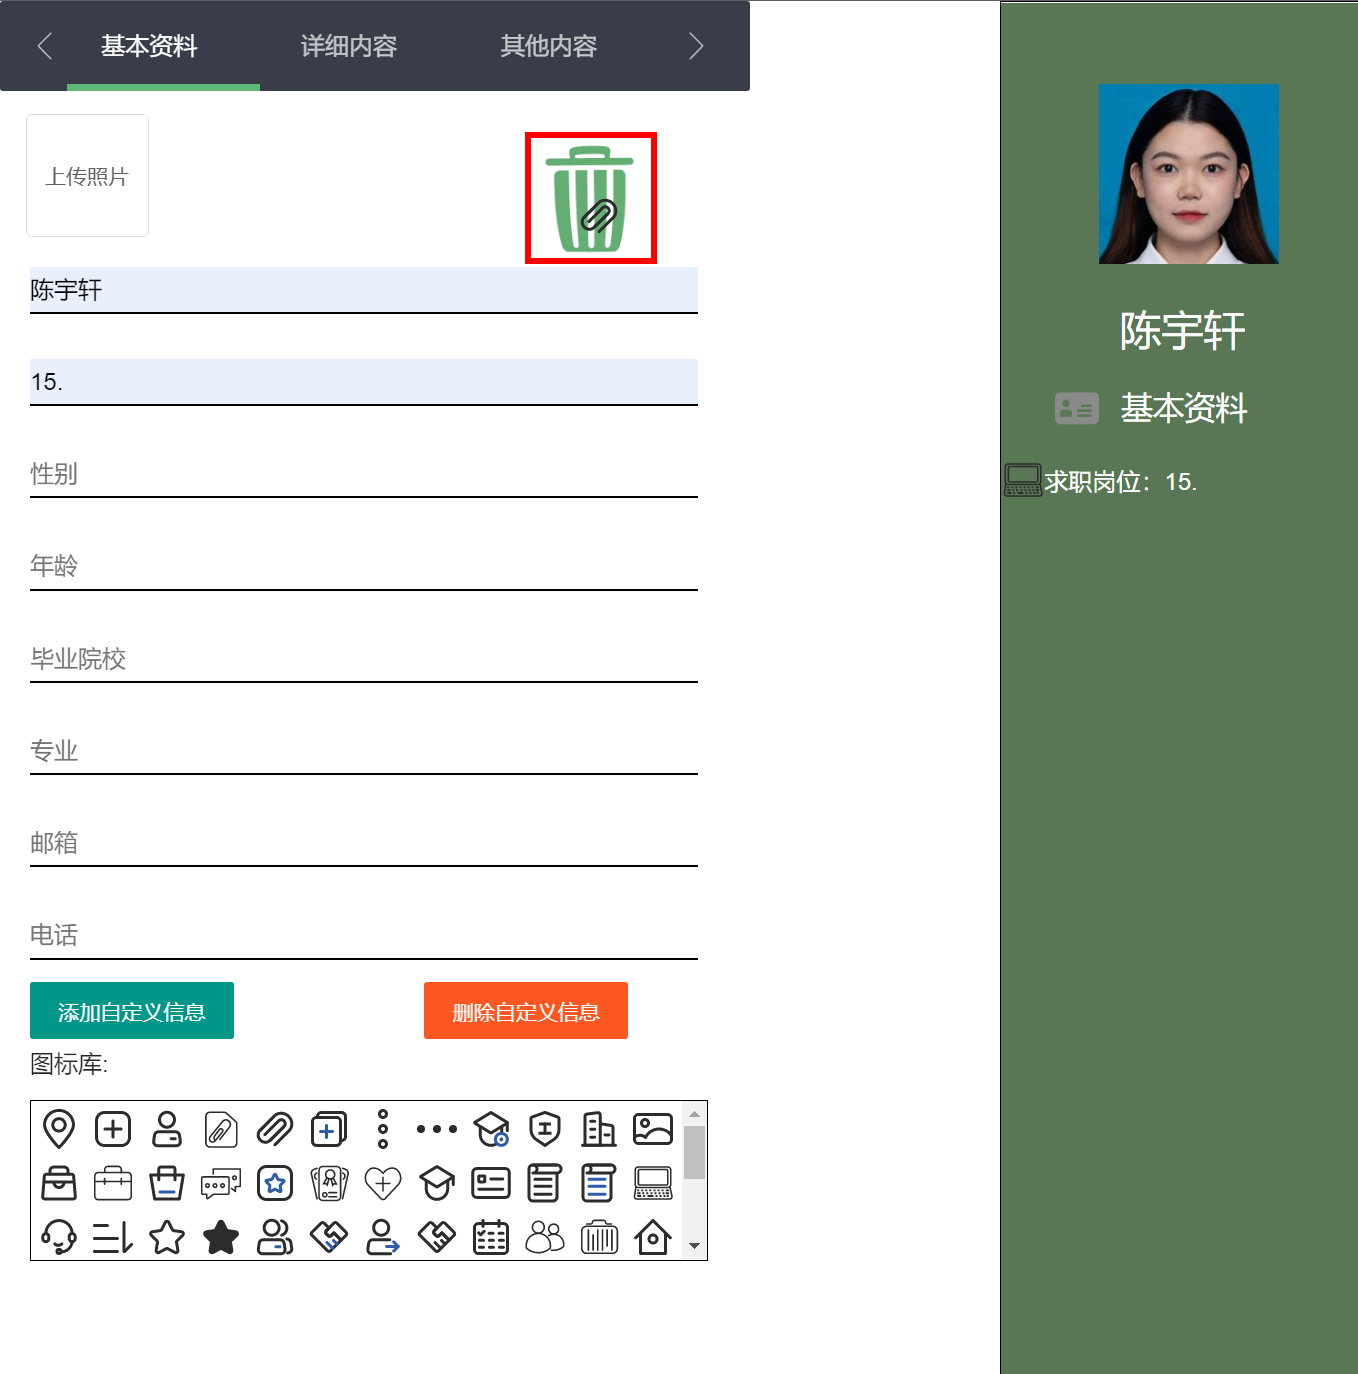 基本资料 详细内容 其他内容
上传照片
陈宇轩
15.
性别
年龄
毕业院校
专业
邮箱
电话
添加自定义信息 删除自定义信息
图标库:
陈宇轩
基本资料
求职岗位：15.